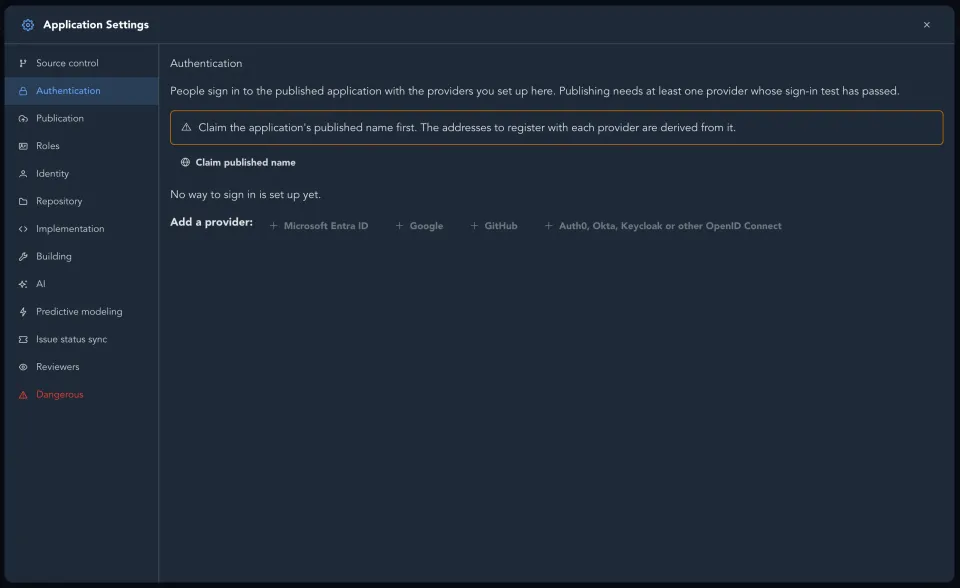 Application Settings
Source control
Authentication
Publication
Roles
Identity
Repository
Implementation
Building
AI
Predictive modeling
Issue status sync
Reviewers
Dangerous
Authentication
People sign in to the published application with the providers you set up here. Publishing needs at least one provider whose sign-in test has passed.
Claim the application's published name first. The addresses to register with each provider are derived from it.
Claim published name
No way to sign in is set up yet.
Add a provider: + Microsoft Entra ID + Google + GitHub + Auth0, Okta, Keycloak or other OpenID Connect